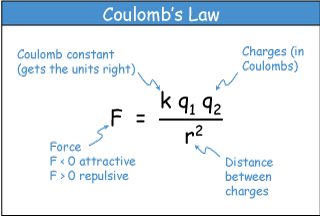 Coulomb's Law
Coulomb constant
(gets the units right)
Charges (in
Coulombs)
F = k q₁ q₂
r²
Force
F < 0 attractive
F > 0 repulsive
Distance
between
charges